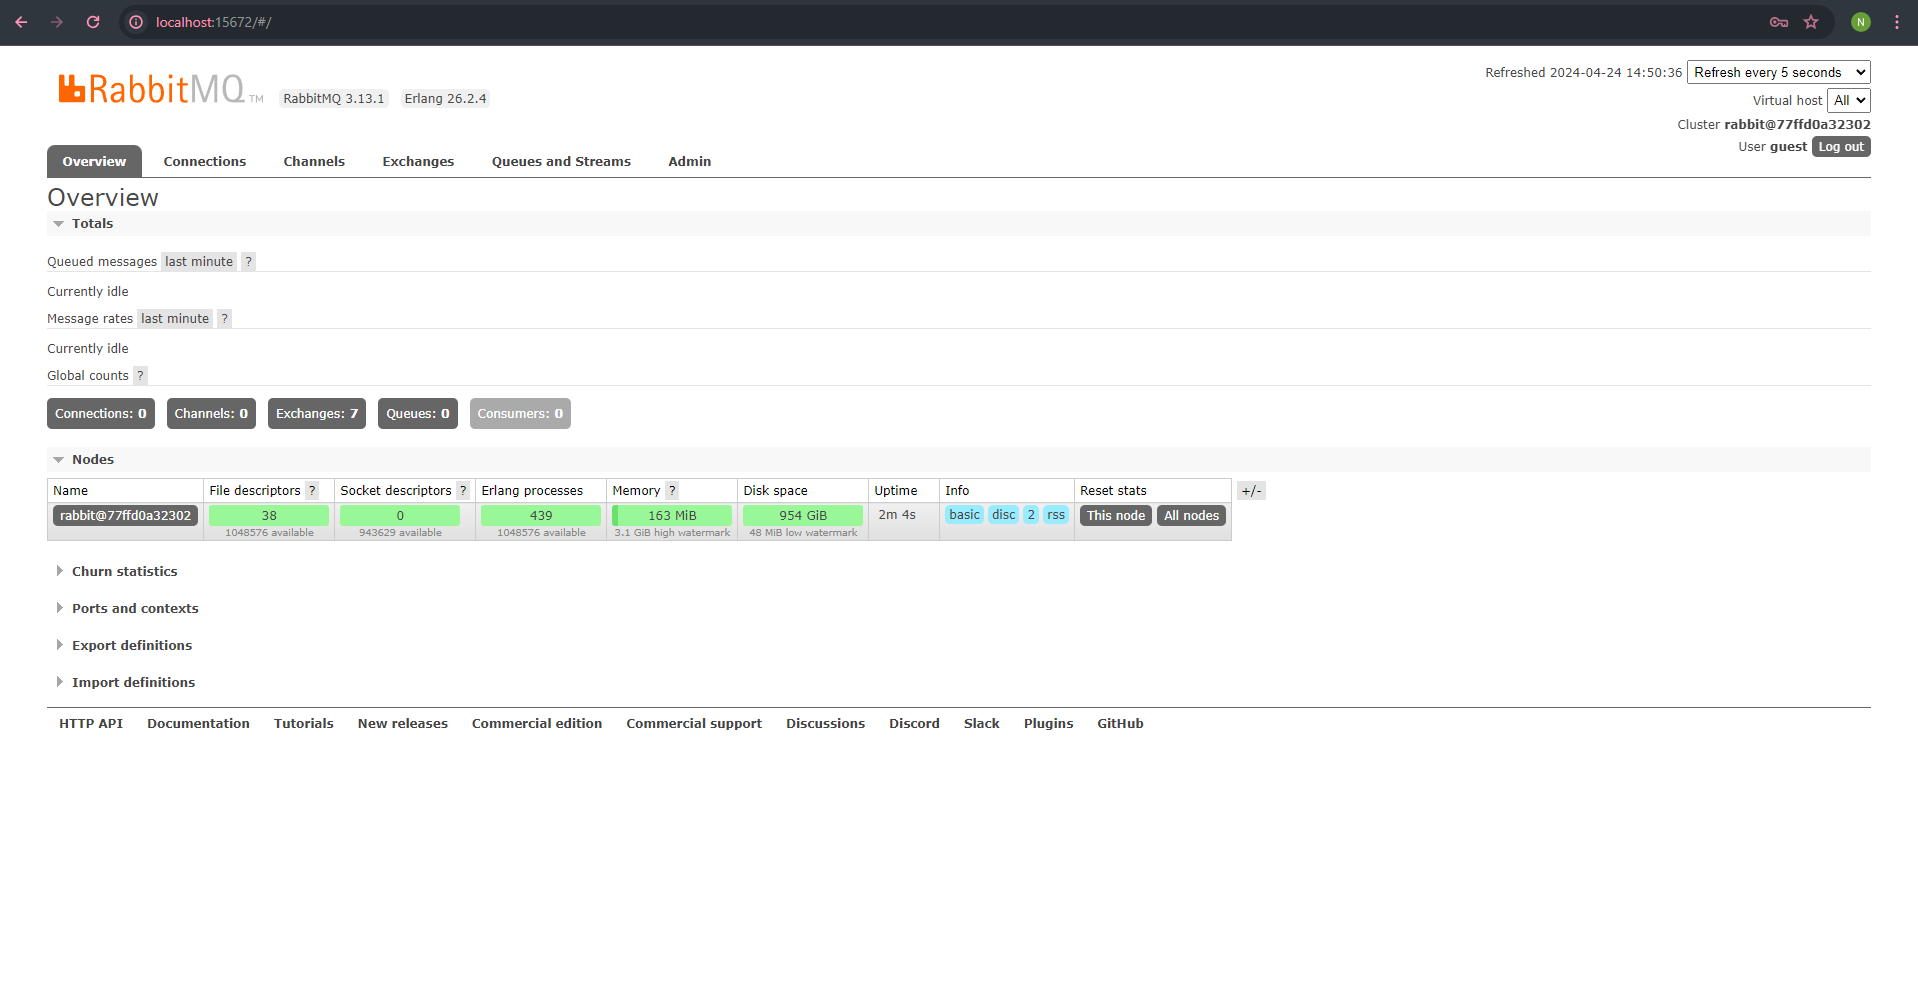 localhost:15672/#/
N
RabbitMQ TM RabbitMQ 3.13.1 Erlang 26.2.4
Refreshed 2024-04-24 14:50:36 Refresh every 5 seconds
Virtual host All
Cluster rabbit@77ffd0a32302
User guest Log out
Overview Connections Channels Exchanges Queues and Streams Admin
Overview
Totals
Queued messages last minute ?
Currently idle
Message rates last minute ?
Currently idle
Global counts ?
Connections: 0 Channels: 0 Exchanges: 7 Queues: 0 Consumers: 0
Nodes
Name File descriptors ? Socket descriptors ? Erlang processes Memory ? Disk space Uptime Info Reset stats +/-
rabbit@77ffd0a32302 38 0 439 163 MiB 954 GiB 2m 4s basic disc 2 rss This node All nodes
1048576 available 943629 available 1048576 available 3.1 GiB high watermark 48 MiB low watermark
Churn statistics
Ports and contexts
Export definitions
Import definitions
HTTP API Documentation Tutorials New releases Commercial edition Commercial support Discussions Discord Slack Plugins GitHub